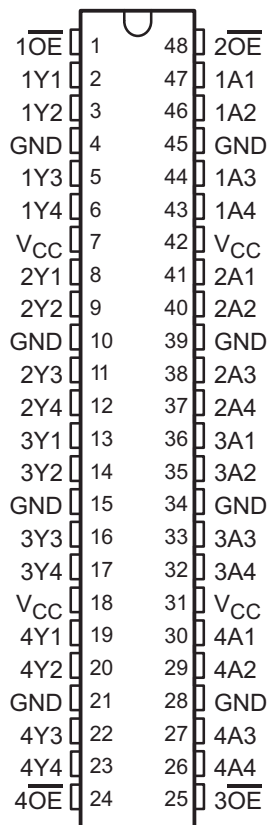 1O̅E̅ 1 48 2O̅E̅
1Y1 2 47 1A1
1Y2 3 46 1A2
GND 4 45 GND
1Y3 5 44 1A3
1Y4 6 43 1A4
VCC 7 42 VCC
2Y1 8 41 2A1
2Y2 9 40 2A2
GND 10 39 GND
2Y3 11 38 2A3
2Y4 12 37 2A4
3Y1 13 36 3A1
3Y2 14 35 3A2
GND 15 34 GND
3Y3 16 33 3A3
3Y4 17 32 3A4
VCC 18 31 VCC
4Y1 19 30 4A1
4Y2 20 29 4A2
GND 21 28 GND
4Y3 22 27 4A3
4Y4 23 26 4A4
4O̅E̅ 24 25 3O̅E̅